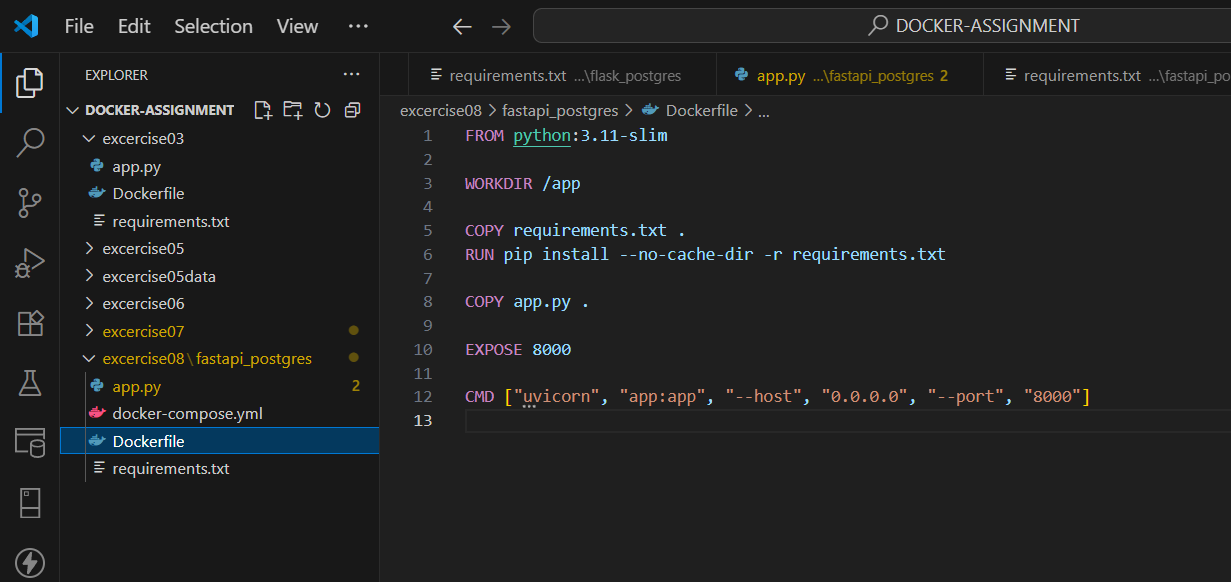 File Edit Selection View ...
DOCKER-ASSIGNMENT
EXPLORER ...
DOCKER-ASSIGNMENT
excercise03
app.py
Dockerfile
requirements.txt
excercise05
excercise05data
excercise06
excercise07
excercise08\fastapi_postgres
app.py 2
docker-compose.yml
Dockerfile
requirements.txt
requirements.txt ...\flask_postgres
app.py ...\fastapi_postgres 2
requirements.txt ...\fastapi_po
excercise08 > fastapi_postgres > Dockerfile > ...
1 FROM python:3.11-slim
2
3 WORKDIR /app
4
5 COPY requirements.txt .
6 RUN pip install --no-cache-dir -r requirements.txt
7
8 COPY app.py .
9
10 EXPOSE 8000
11
12 CMD ["uvicorn", "app:app", "--host", "0.0.0.0", "--port", "8000"]
13